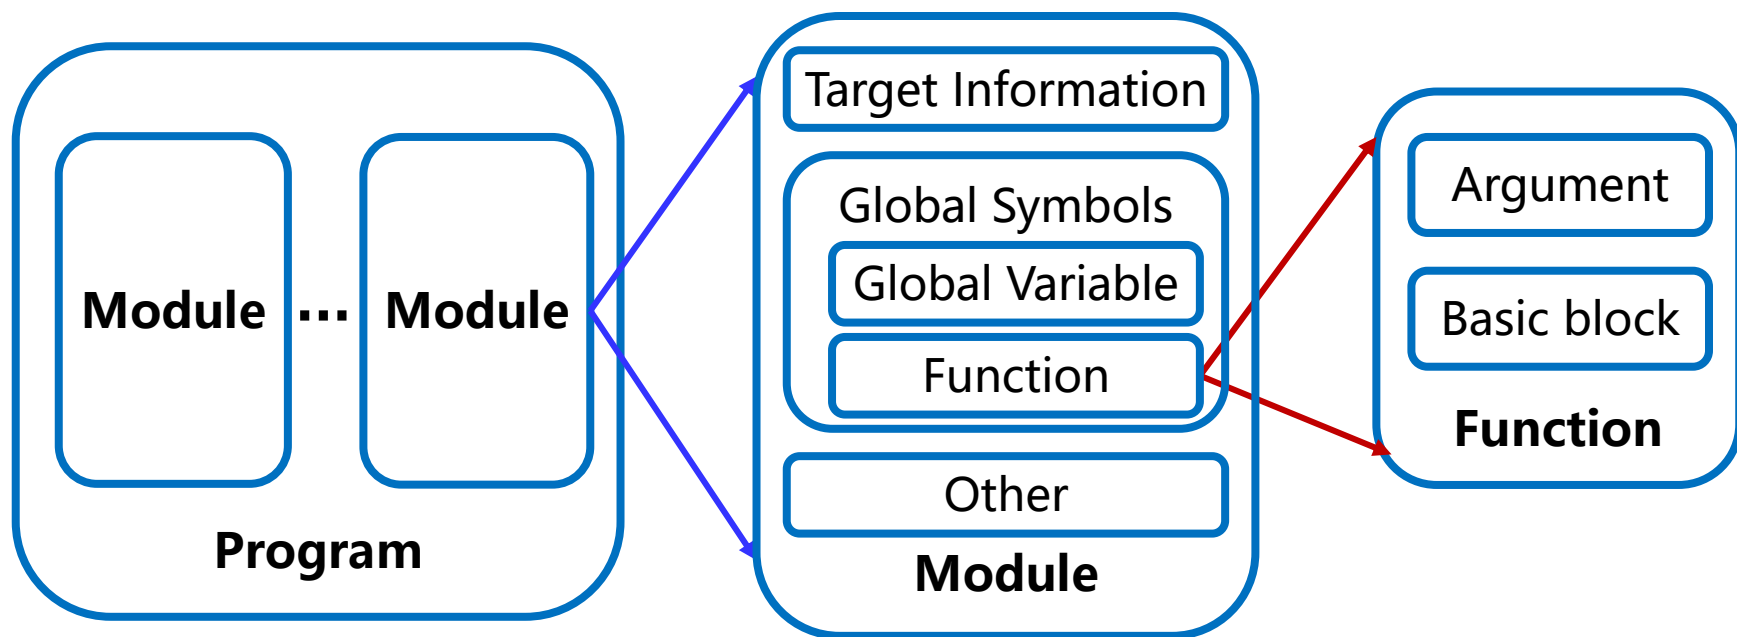 Module ... Module
Program
Target Information
Global Symbols
Global Variable
Function
Other
Module
Argument
Basic block
Function